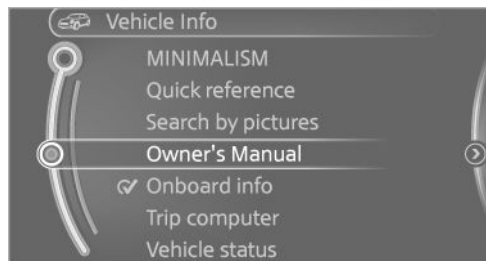 Vehicle Info
MINIMALISM
Quick reference
Search by pictures
Owner's Manual
Onboard info
Trip computer
Vehicle status